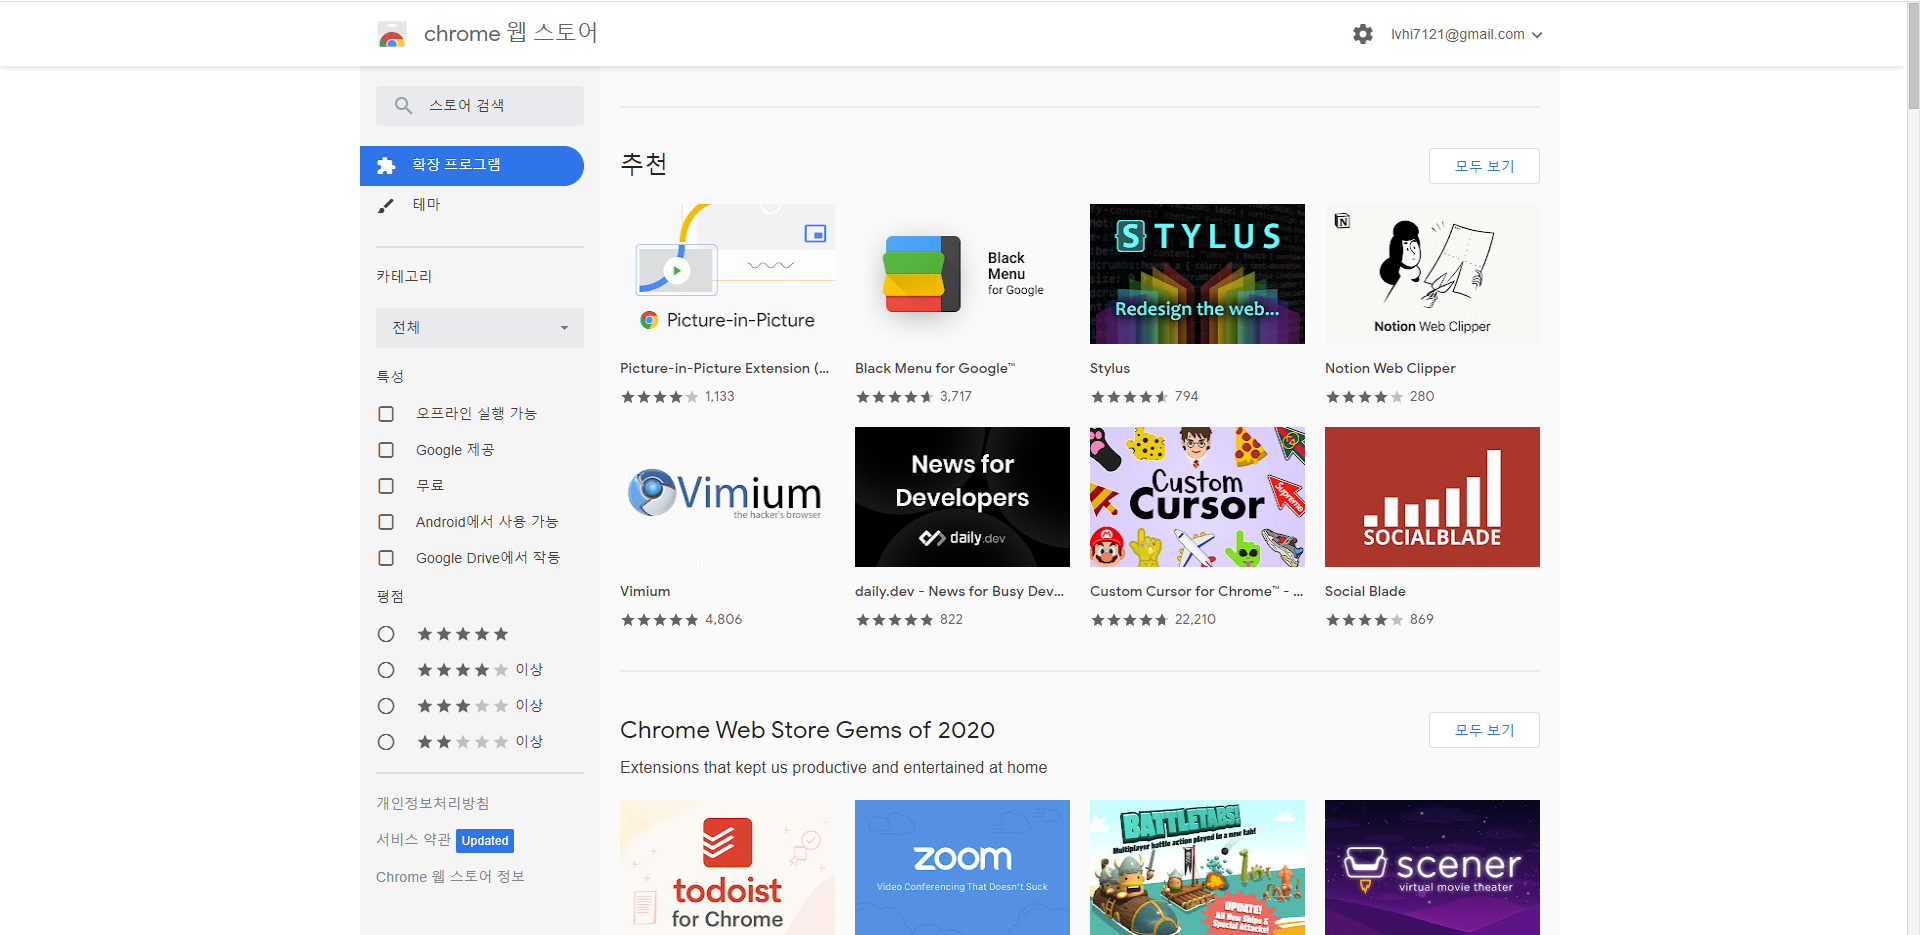 chrome 웹 스토어
lvhi7121@gmail.com
스토어 검색
확장 프로그램
테마
카테고리
전체
특성
오프라인 실행 가능
Google 제공
무료
Android에서 사용 가능
Google Drive에서 작동
평점
이상
이상
이상
개인정보처리방침
서비스 약관 Updated
Chrome 웹 스토어 정보
추천
모두 보기
Picture-in-Picture
Black
Menu
for Google
STYLUS
Redesign the web...
N
Notion Web Clipper
Picture-in-Picture Extension (...
1,133
Black Menu for Google™
3,717
Stylus
794
Notion Web Clipper
280
Vimium
the hacker's browser
News for
Developers
daily.dev
Custom
Cursor
Supreme
SOCIALBLADE
Vimium
4,806
daily.dev - News for Busy Dev...
822
Custom Cursor for Chrome™ - ...
22,210
Social Blade
869
Chrome Web Store Gems of 2020
모두 보기
Extensions that kept us productive and entertained at home
todoist
for Chrome
zoom
Video Conferencing That Doesn't Suck
BATTLETABS!
Multiplayer battle action played in a new tab!
UPDATE!
All New Ships &
Special Attacks!
scener
virtual movie theater